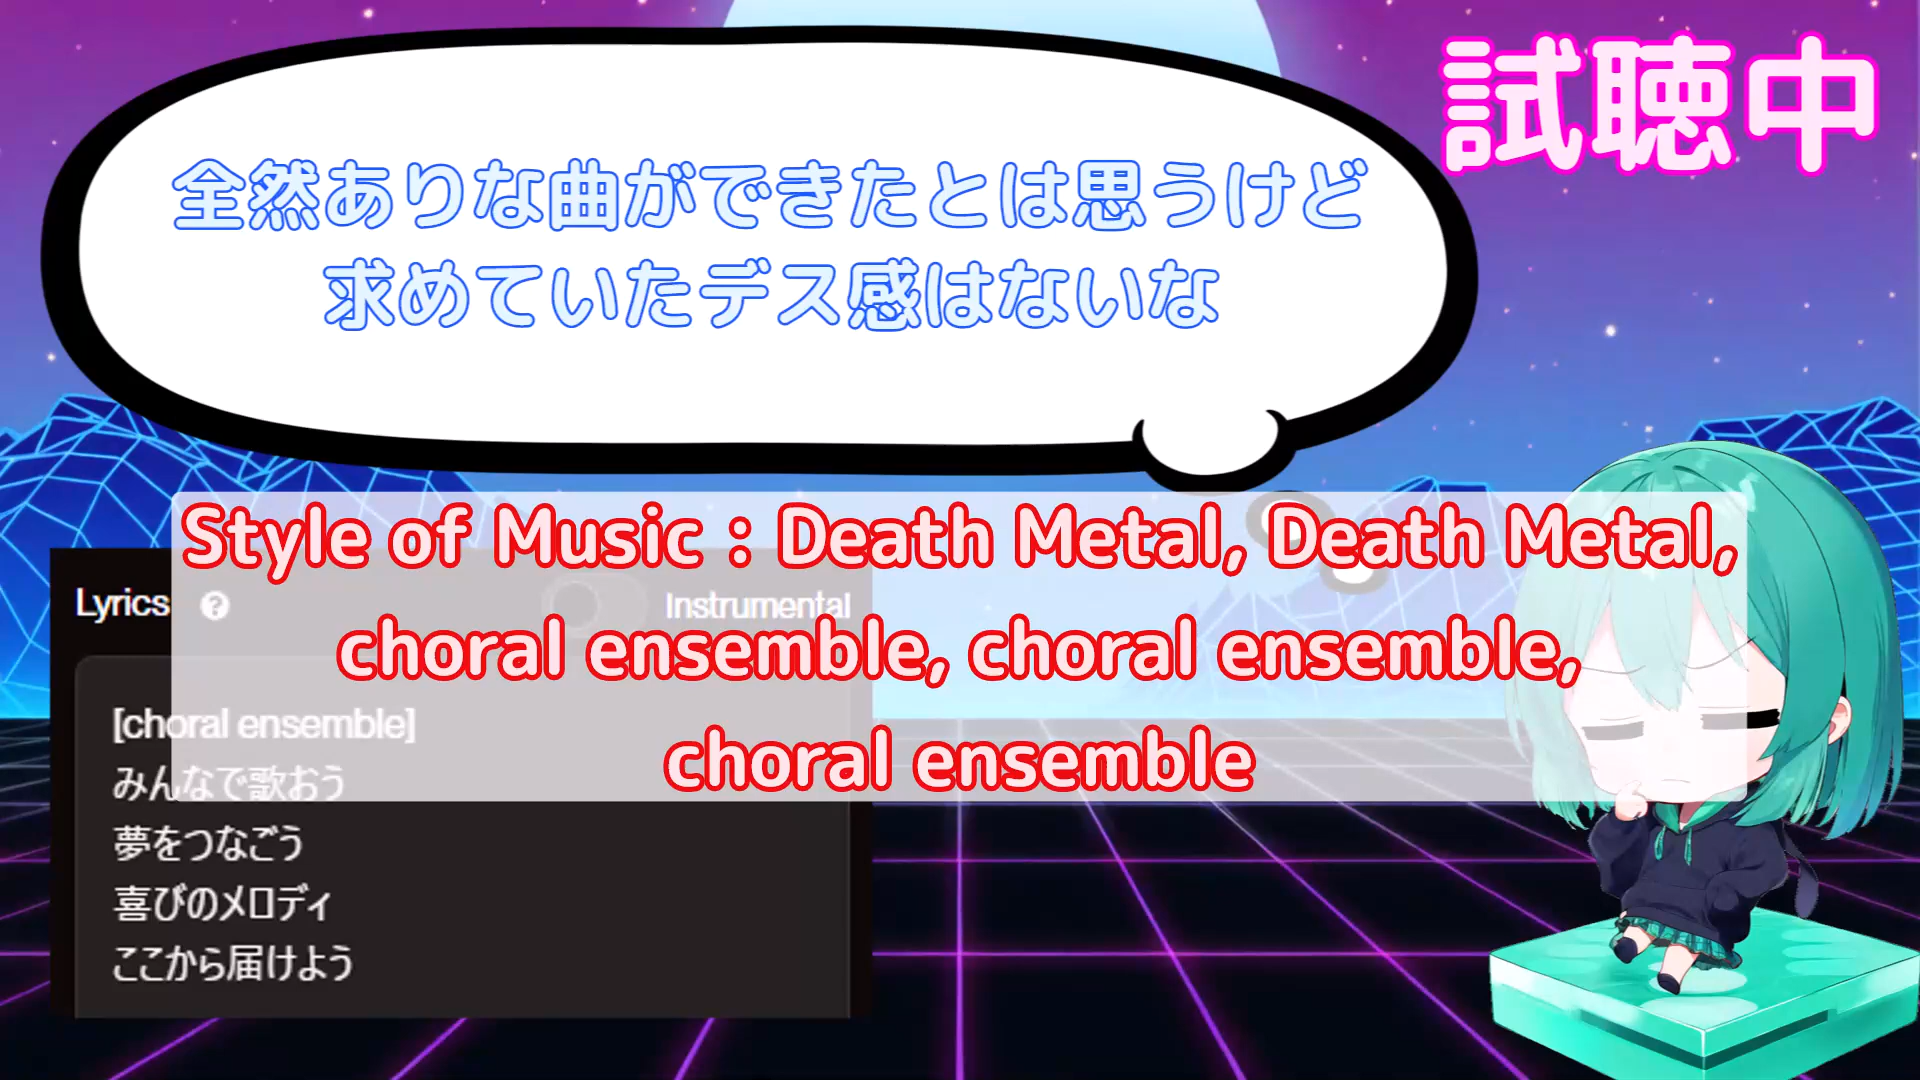 試聴中
全然ありな曲ができたとは思うけど
求めていたデス感はないな
Style of Music : Death Metal, Death Metal,
choral ensemble, choral ensemble,
choral ensemble
Lyrics ?
Instrumental
[choral ensemble]
みんなで歌おう
夢をつなごう
喜びのメロディ
ここから届けよう